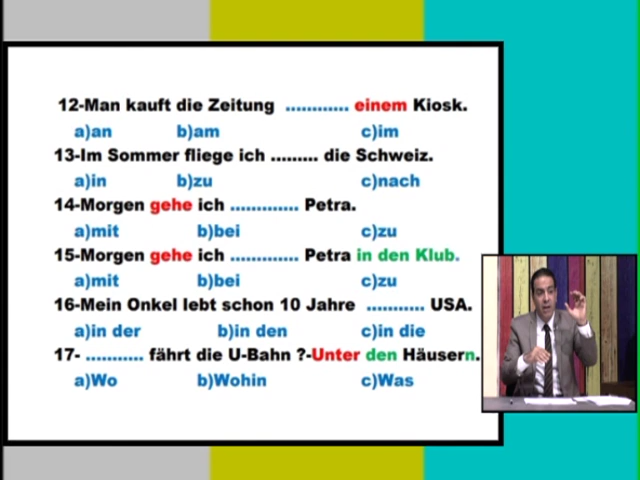 12-Man kauft die Zeitung ............ einem Kiosk.
a)an b)am c)im
13-Im Sommer fliege ich ......... die Schweiz.
a)in b)zu c)nach
14-Morgen gehe ich ............. Petra.
a)mit b)bei c)zu
15-Morgen gehe ich ............. Petra in den Klub.
a)mit b)bei c)zu
16-Mein Onkel lebt schon 10 Jahre ........... USA.
a)in der b)in den c)in die
17- ........... fährt die U-Bahn ?-Unter den Häusern.
a)Wo b)Wohin c)Was